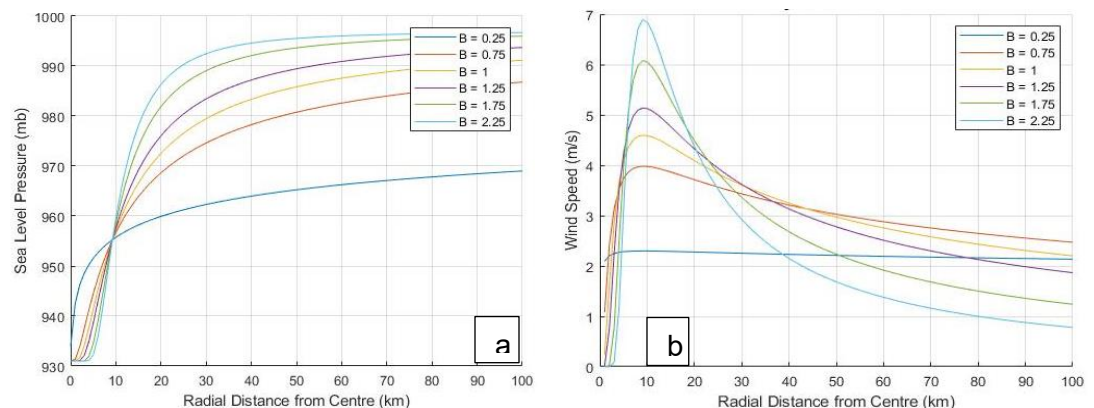 1000
990
980
970
960
950
940
930
Sea Level Pressure (mb)
0 10 20 30 40 50 60 70 80 90 100
Radial Distance from Centre (km)
B = 0.25
B = 0.75
B = 1
B = 1.25
B = 1.75
B = 2.25
a
7
6
5
4
3
2
1
0
Wind Speed (m/s)
0 10 20 30 40 50 60 70 80 90 100
Radial Distance from Centre (km)
B = 0.25
B = 0.75
B = 1
B = 1.25
B = 1.75
B = 2.25
b